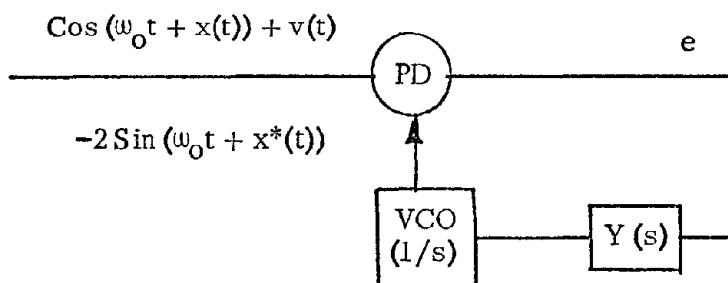 Cos (ω₀t + x(t)) + v(t)
e
PD
-2 Sin (ω₀t + x*(t))
VCO
(1/s)
Y (s)